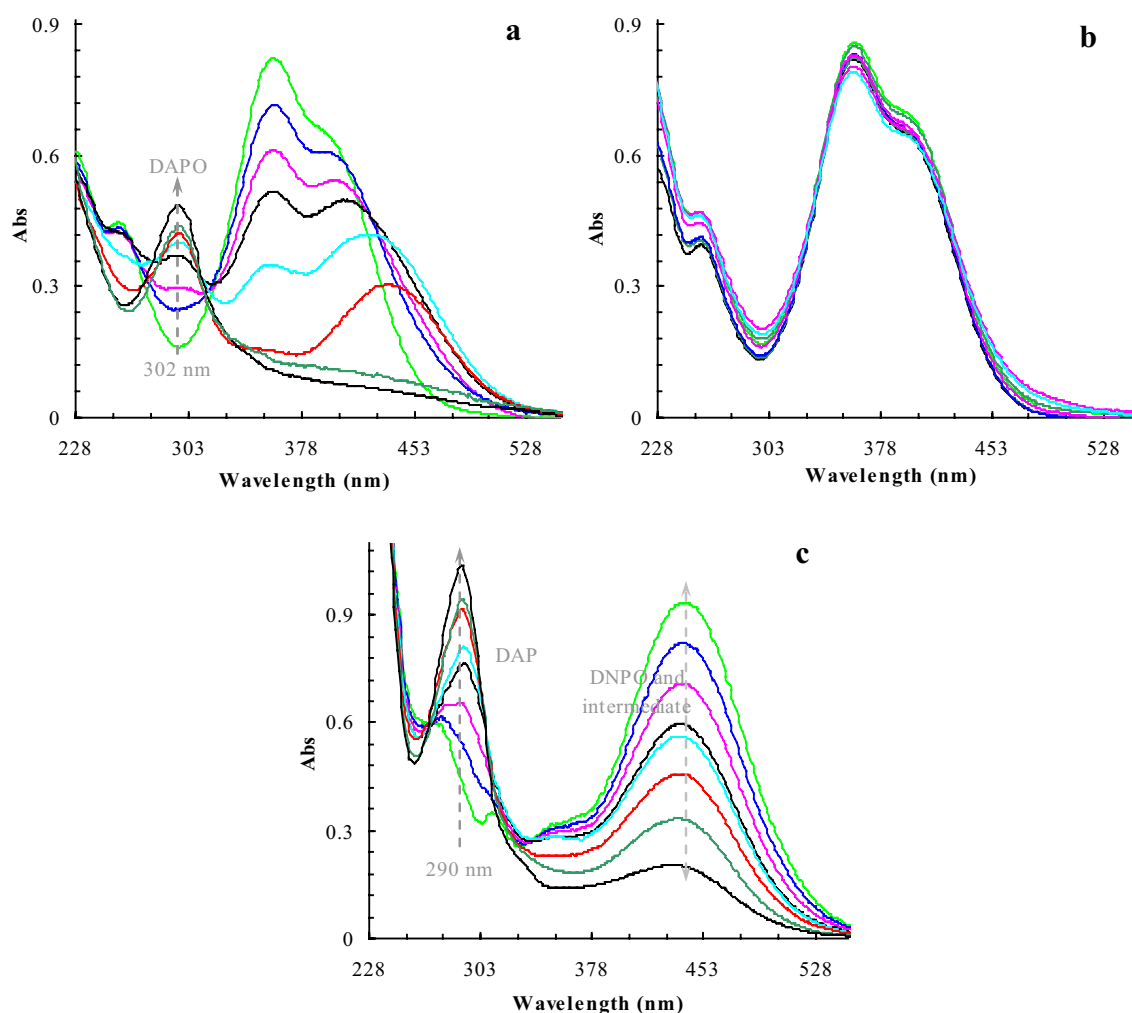 a
0.9
0.6
0.3
0
Abs
DAPO
302 nm
228 303 378 453 528
Wavelength (nm)
b
0.9
0.6
0.3
0
Abs
228 303 378 453 528
Wavelength (nm)
c
0.9
0.6
0.3
0
Abs
DAP
DNPO and
intermediate
290 nm
228 303 378 453 528
Wavelength (nm)